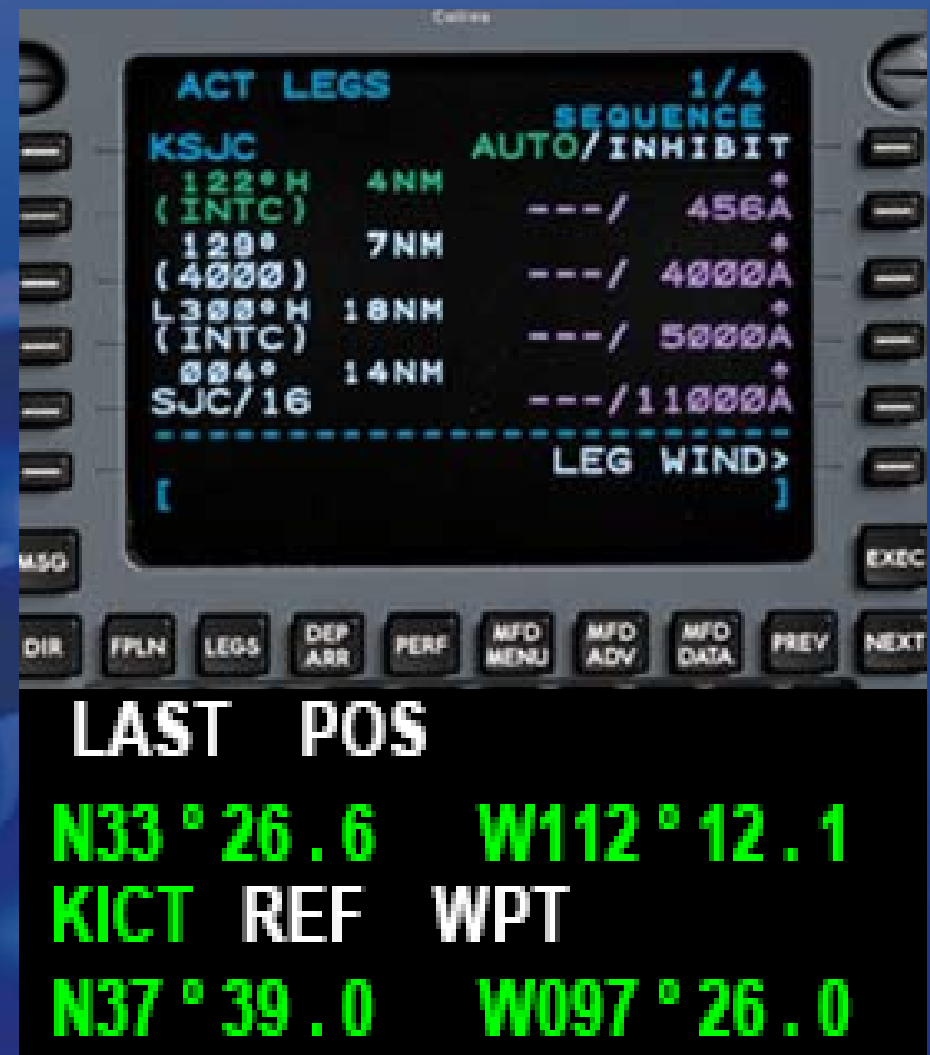 Collins
ACT LEGS 1/4
SEQUENCE
KSJC AUTO/INHIBIT
122°H 4NM
(INTC) ---/ 456A
129° 7NM
(4000) ---/ 4000A
L300°H 18NM
(INTC) ---/ 5000A
004° 14NM
SJC/16 ---/11000A
----------------------------
LEG WIND>
[ ]
MSG EXEC
DIR FPLN LEGS DEP ARR PERF MFD MENU MFD ADV MFD DATA PREV NEXT
LAST POS
N33°26.6 W112°12.1
KICT REF WPT
N37°39.0 W097°26.0